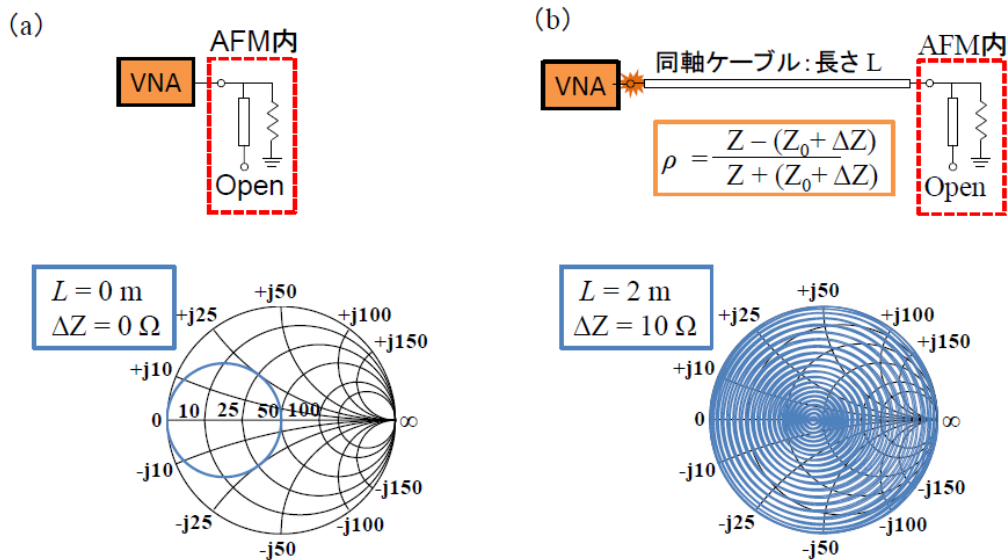 (a)
AFM内
VNA
Open
L = 0 m
ΔZ = 0 Ω
+j50
+j25
+j100
+j150
+j10
0
10
25
50
100
∞
-j10
-j150
-j25
-j100
-j50
(b)
AFM内
同軸ケーブル：長さ L
VNA
ρ = Z – (Z0 + ΔZ)
Z + (Z0 + ΔZ)
Open
L = 2 m
ΔZ = 10 Ω
+j50
+j25
+j100
+j150
+j10
0
∞
-j10
-j150
-j25
-j100
-j50